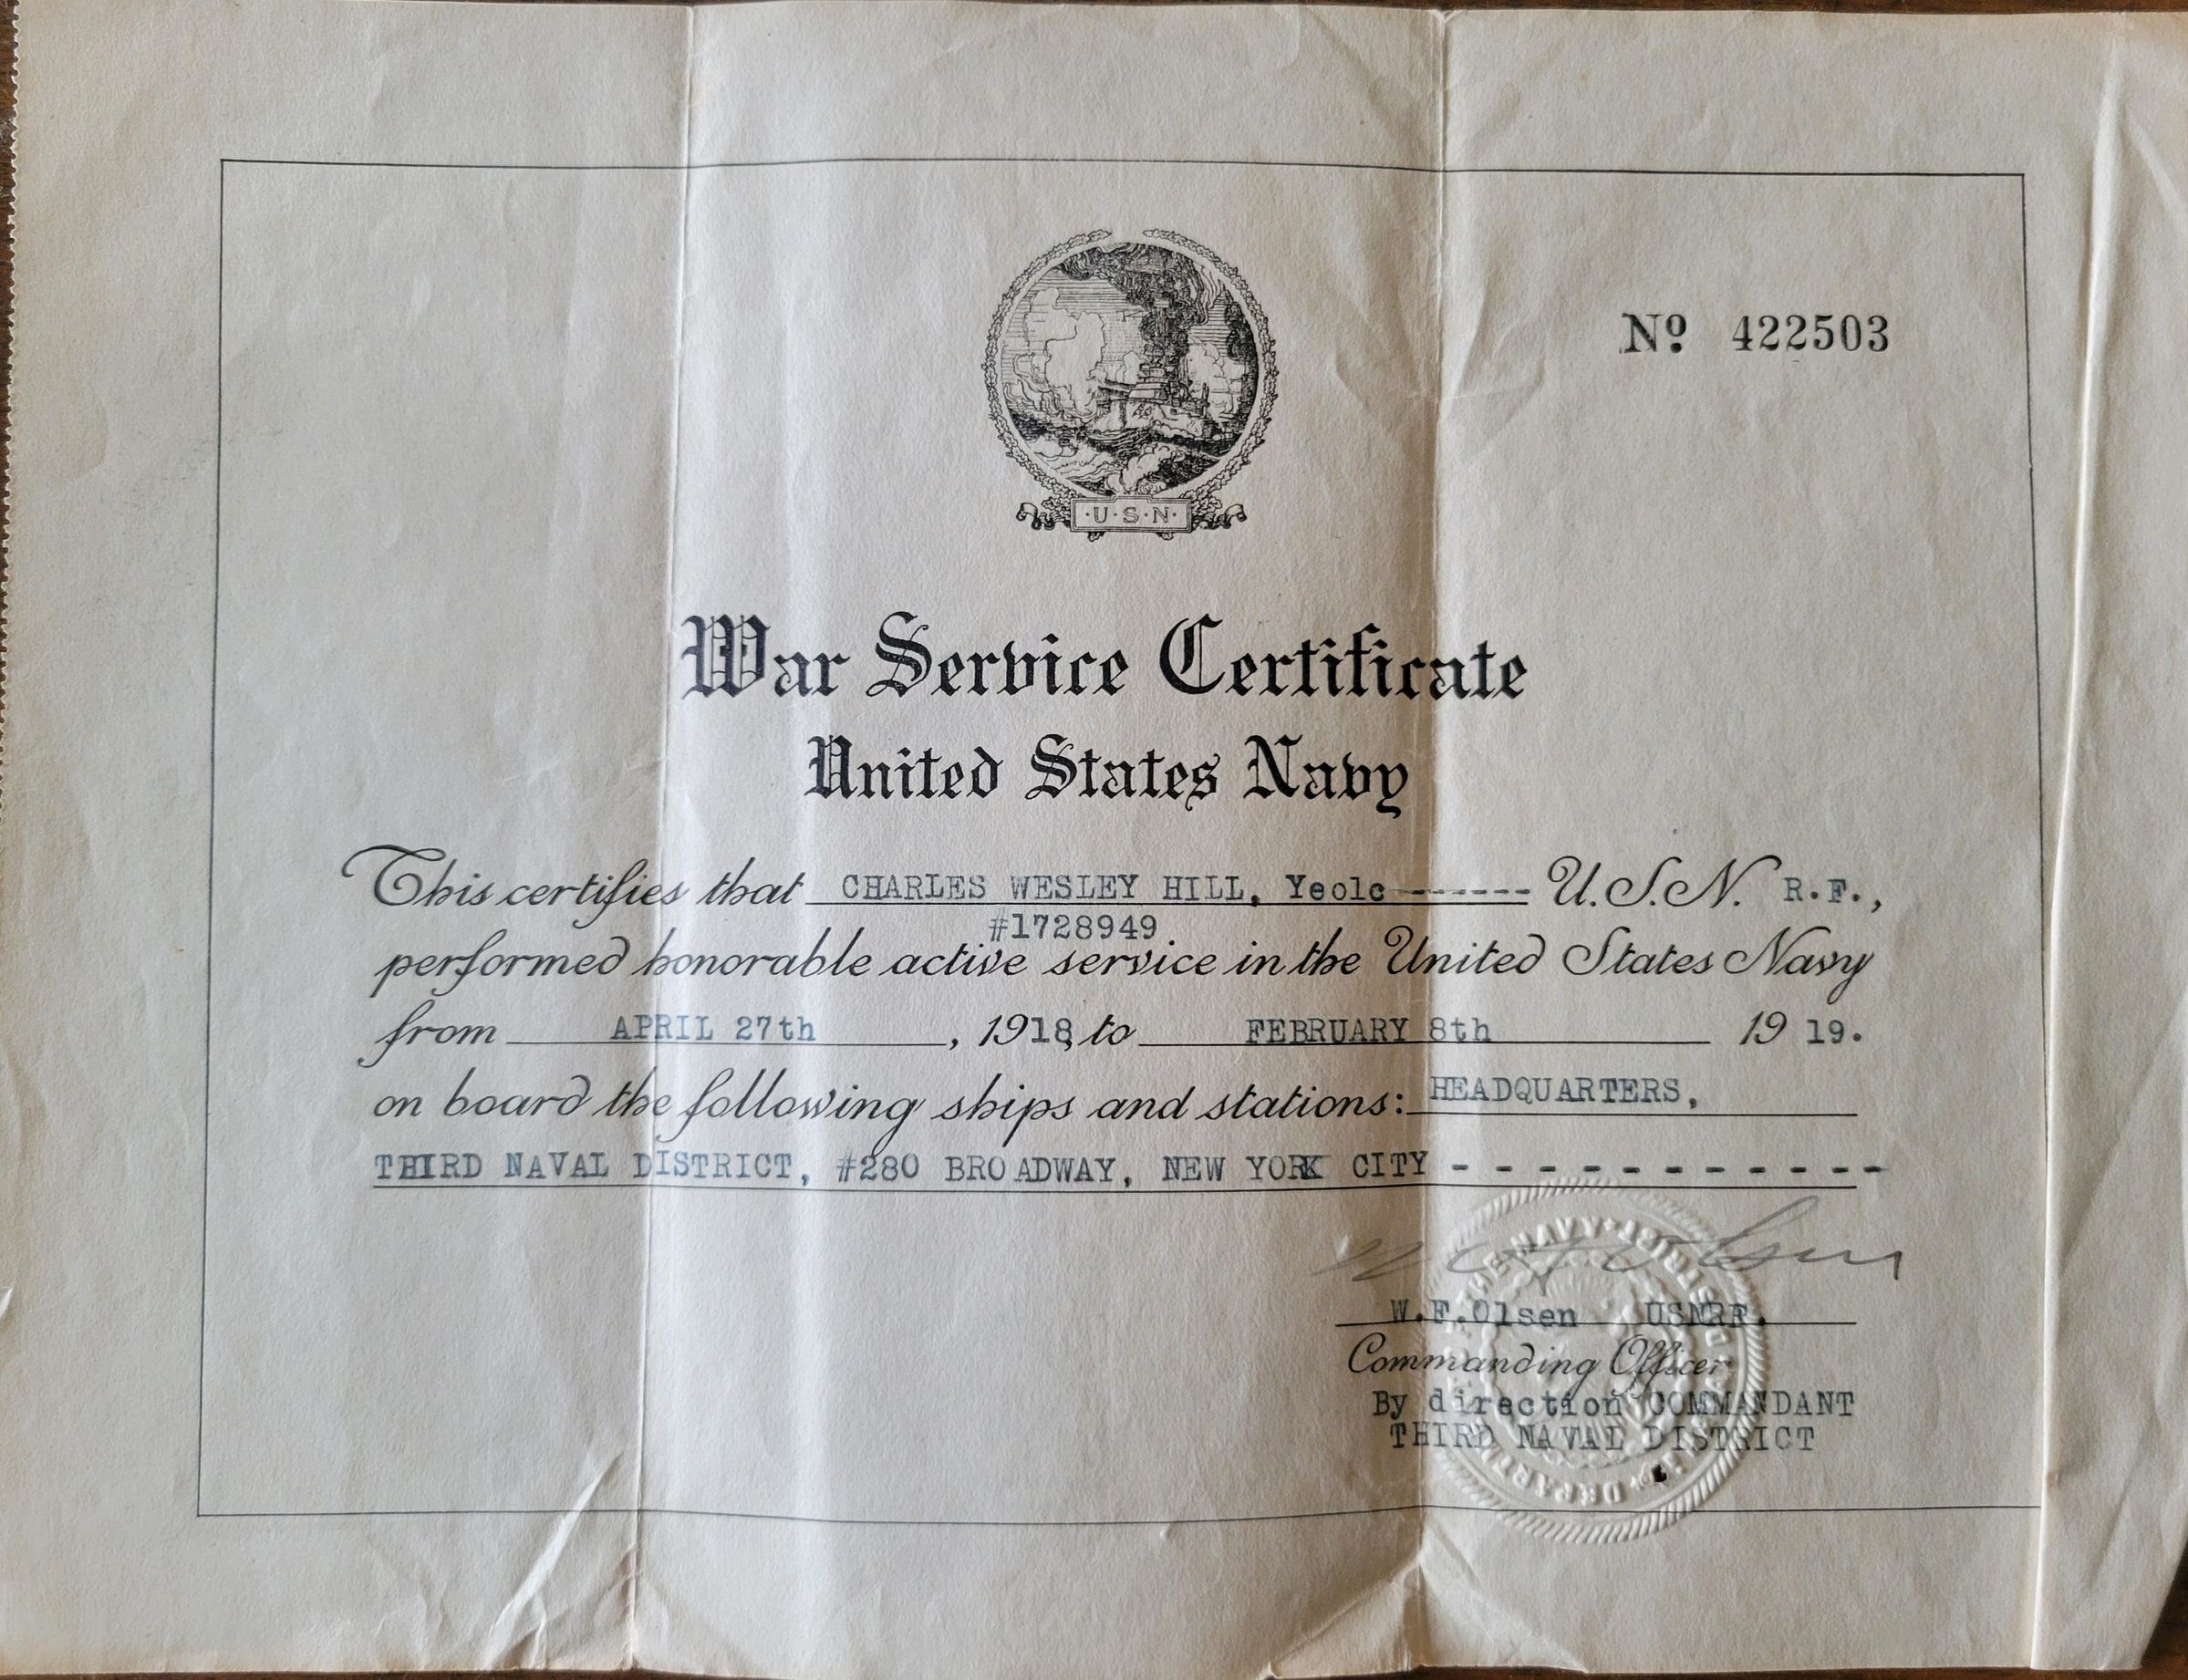 Nº 422503
·U·S·N·
War Service Certificate
United States Navy
This certifies that CHARLES WESLEY HILL, Yeolc ------ U.S.N. R.F.,
#1728949
performed honorable active service in the United States Navy
from APRIL 27th , 1918, to FEBRUARY 8th 19 19.
on board the following ships and stations: HEADQUARTERS,
THIRD NAVAL DISTRICT, #280 BROADWAY, NEW YORK CITY - - - - - - - - - - - -
W F Olsen
W.F.Olsen USNRF.
Commanding Officer
By direction COMMANDANT
THIRD NAVAL DISTRICT